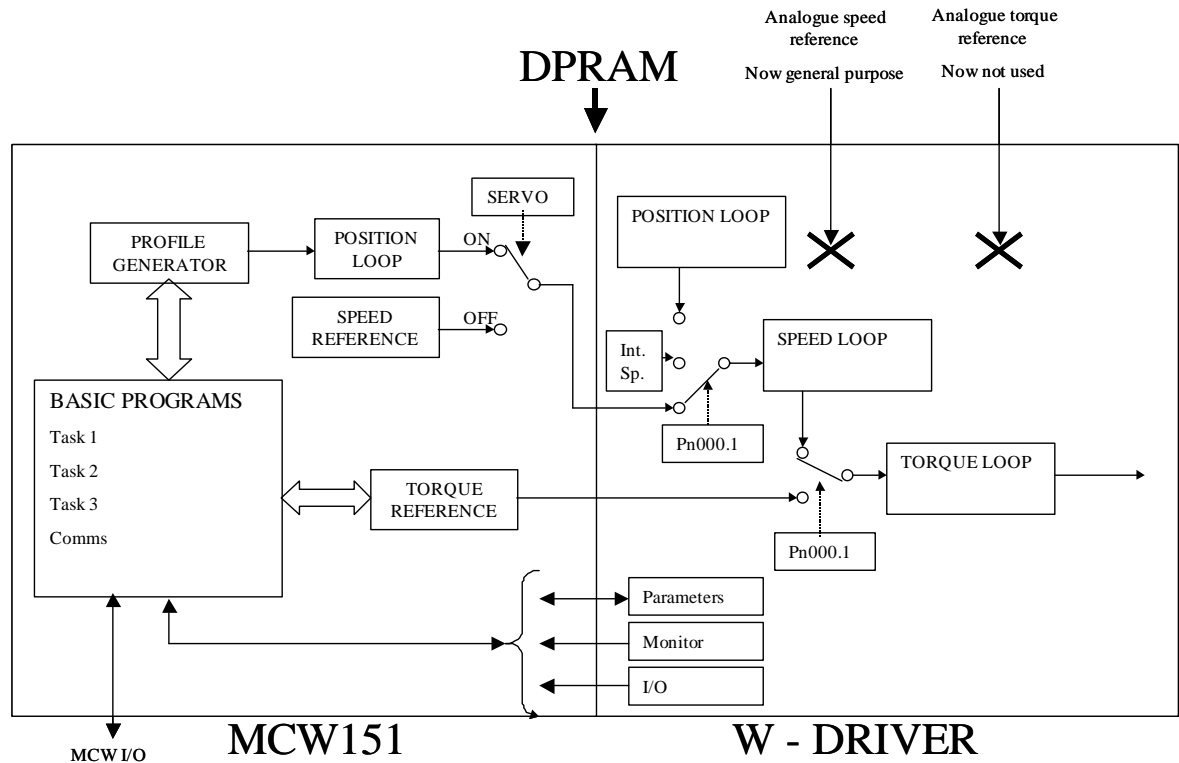 Analogue speed
reference
Now general purpose
Analogue torque
reference
Now not used
DPRAM
SERVO
PROFILE
GENERATOR
POSITION
LOOP
ON
SPEED
REFERENCE
OFF
POSITION LOOP
Int.
Sp.
SPEED LOOP
Pn000.1
BASIC PROGRAMS
Task 1
Task 2
Task 3
Comms
TORQUE
REFERENCE
TORQUE LOOP
Pn000.1
Parameters
Monitor
I/O
MCW I/O
MCW151
W - DRIVER